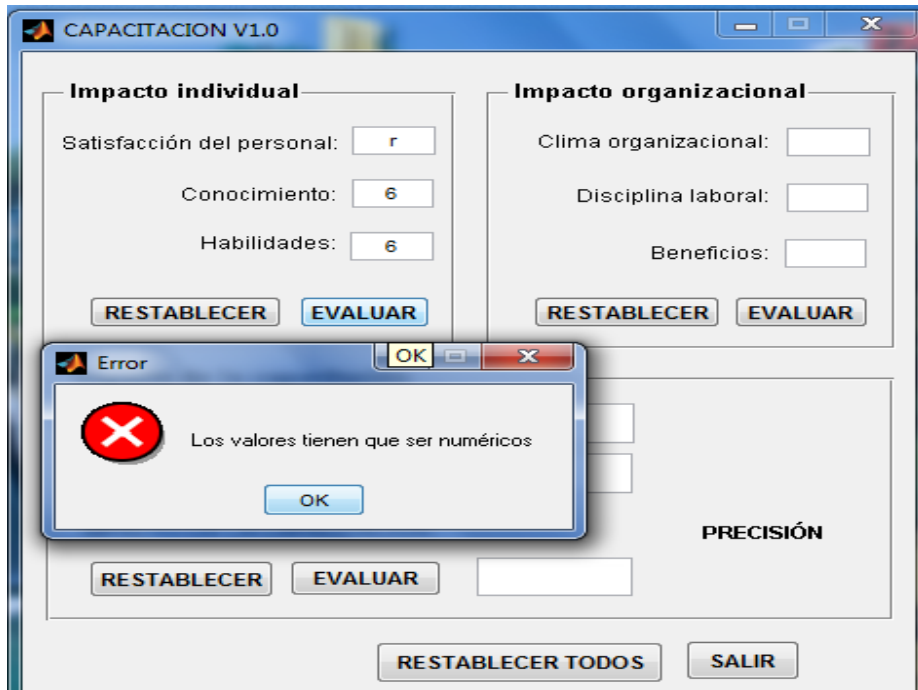 CAPACITACION V1.0
Impacto individual
Satisfacción del personal: r
Conocimiento: 6
Habilidades: 6
RESTABLECER EVALUAR
Impacto organizacional
Clima organizacional:
Disciplina laboral:
Beneficios:
RESTABLECER EVALUAR
Error
OK
Los valores tienen que ser numéricos
OK
PRECISIÓN
RESTABLECER EVALUAR
RESTABLECER TODOS SALIR